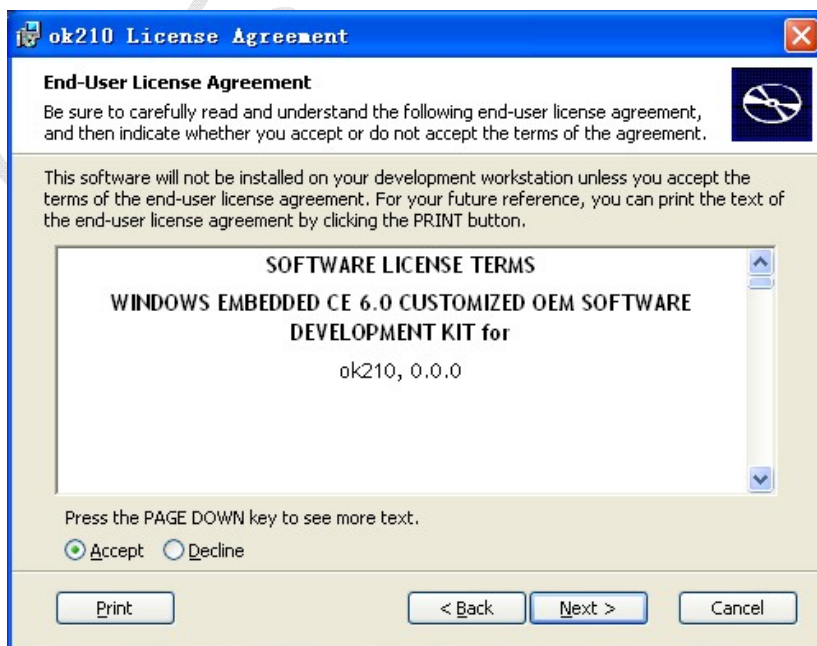 ok210 License Agreement
End-User License Agreement
Be sure to carefully read and understand the following end-user license agreement,
and then indicate whether you accept or do not accept the terms of the agreement.
This software will not be installed on your development workstation unless you accept the
terms of the end-user license agreement. For your future reference, you can print the text of
the end-user license agreement by clicking the PRINT button.
SOFTWARE LICENSE TERMS
WINDOWS EMBEDDED CE 6.0 CUSTOMIZED OEM SOFTWARE
DEVELOPMENT KIT for
ok210, 0.0.0
Press the PAGE DOWN key to see more text.
Accept Decline
Print < Back Next > Cancel